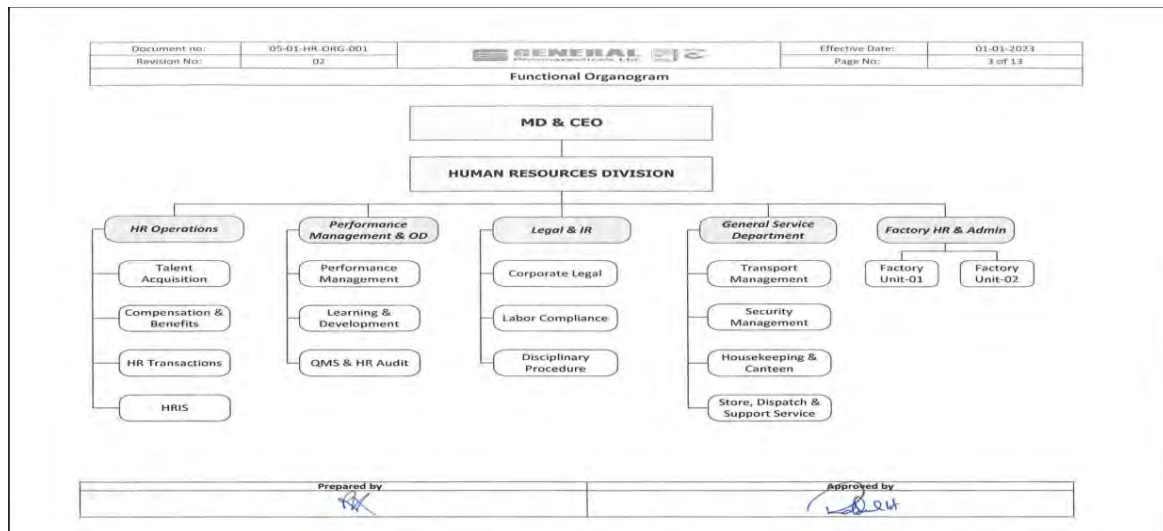 Document no: 05-01-HR-ORG-001 GENERAL Effective Date: 01-01-2023
Revision No: 02 Pharmaceuticals Ltd. Page No: 3 of 13
Functional Organogram
MD & CEO
HUMAN RESOURCES DIVISION
HR Operations
Talent
Acquisition
Compensation &
Benefits
HR Transactions
HRIS
Performance
Management & OD
Performance
Management
Learning &
Development
QMS & HR Audit
Legal & IR
Corporate Legal
Labor Compliance
Disciplinary
Procedure
General Service
Department
Transport
Management
Security
Management
Housekeeping &
Canteen
Store, Dispatch &
Support Service
Factory HR & Admin
Factory
Unit-01
Factory
Unit-02
Prepared by
Approved by